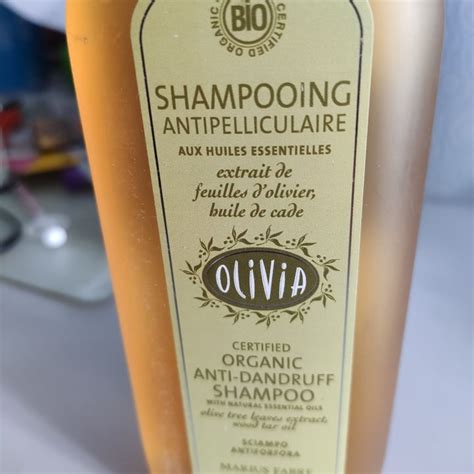 BIO
CERTIFIED ORGANIC
SHAMPOOING
ANTIPELLICULAIRE
AUX HUILES ESSENTIELLES
extrait de
feuilles d'olivier,
huile de cade
OLIVIA
CERTIFIED
ORGANIC
ANTI-DANDRUFF
SHAMPOO
WITH NATURAL ESSENTIAL OILS
olive tree leaves extract,
wood tar oil
SCIAMPO
ANTIFORFORA
MARIUS FABRE